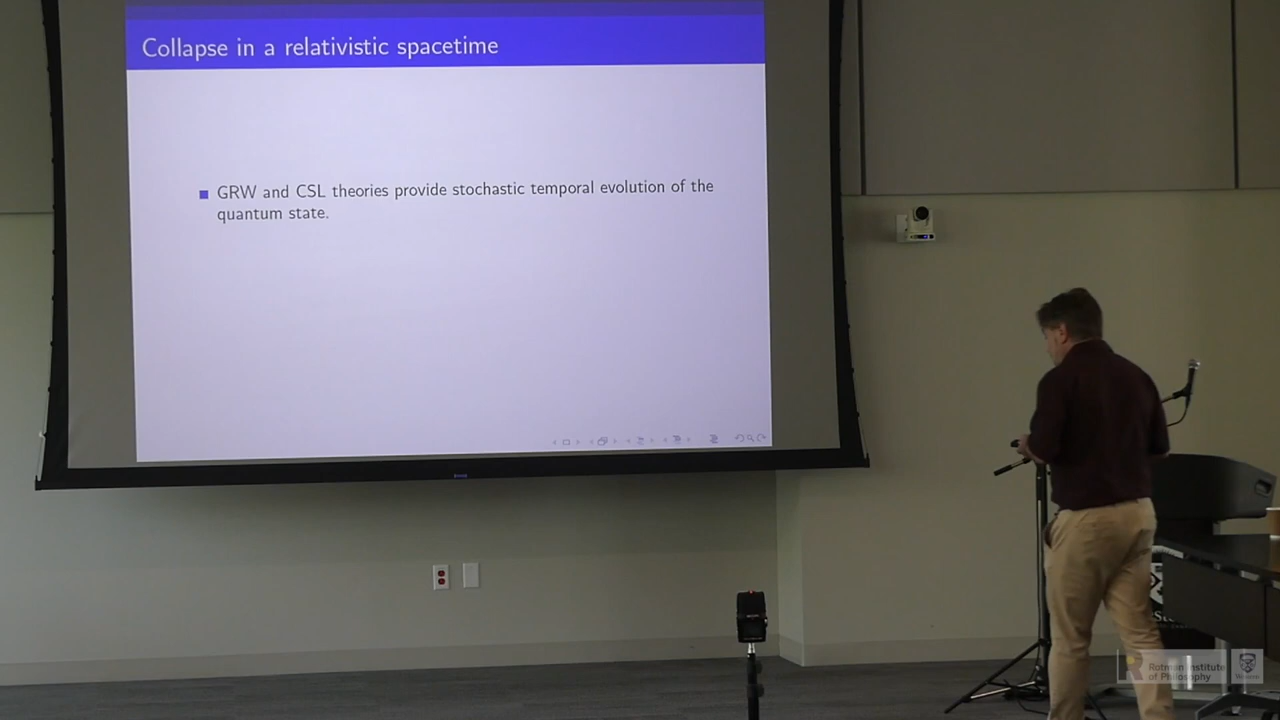 Collapse in a relativistic spacetime
GRW and CSL theories provide stochastic temporal evolution of the
quantum state.
Rotman Institute
of Philosophy